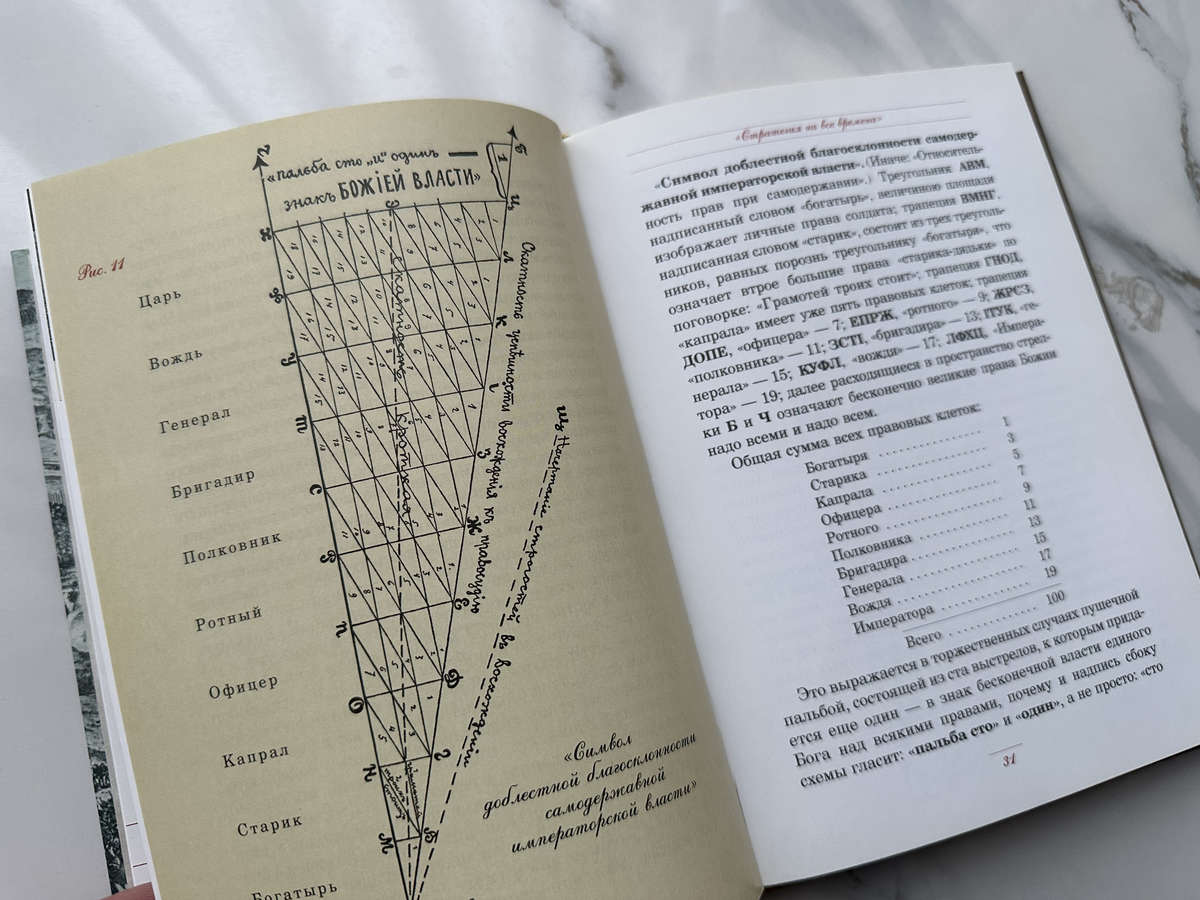 «пальба сто „и“ одинъ —
знакъ БОЖІЕЙ ВЛАСТИ»
Рис. 11
Царь
Вождь
Генерал
Бригадир
Полковник
Ротный
Офицер
Капрал
Старик
Богатырь
«Символ
доблестной благосклонности
самодержавной
императорской власти»
«Стратегия на все времена»
«Символ доблестной благосклонности самодер-
жавной императорской власти». (Иначе: «Относитель-
ность прав при самодержавии».) Треугольник АВМ,
надписанный словом «богатырь», величиною площади
изображает личные права солдата; трапеция ВМНГ,
надписанная словом «старик», состоит из трех треуголь-
ников, равных порознь треугольнику «богатыря», что
означает втрое большие права «старика-дядьки» по
поговорке: «Грамотей троих стоит»; трапеция ГНОД,
«капрала» имеет уже пять правовых клеток; трапеция
ДОПЕ, «офицера» — 7; ЕПРЖ, «ротного» — 9; ЖРСЗ,
«полковника» — 11; ЗСТІ, «бригадира» — 13; ІТУК, «ге-
нерала» — 15; КУФЛ, «вождя» — 17; ЛФХЦ, «Импера-
тора» — 19; далее расходящиеся в пространство стрел-
ки Б и Ч означают бесконечно великие права Божии
надо всеми и надо всем.
Общая сумма всех правовых клеток:
Богатыря 1
Старика 3
Капрала 5
Офицера 7
Ротного 9
Полковника 11
Бригадира 13
Генерала 15
Вождя 17
Императора 19
Всего 100
Это выражается в торжественных случаях пушечной
пальбой, состоящей из ста выстрелов, к которым прида-
ется еще один — в знак бесконечной власти единого
Бога над всякими правами, почему и надпись сбоку
схемы гласит: «пальба сто» и «один», а не просто: «сто
31